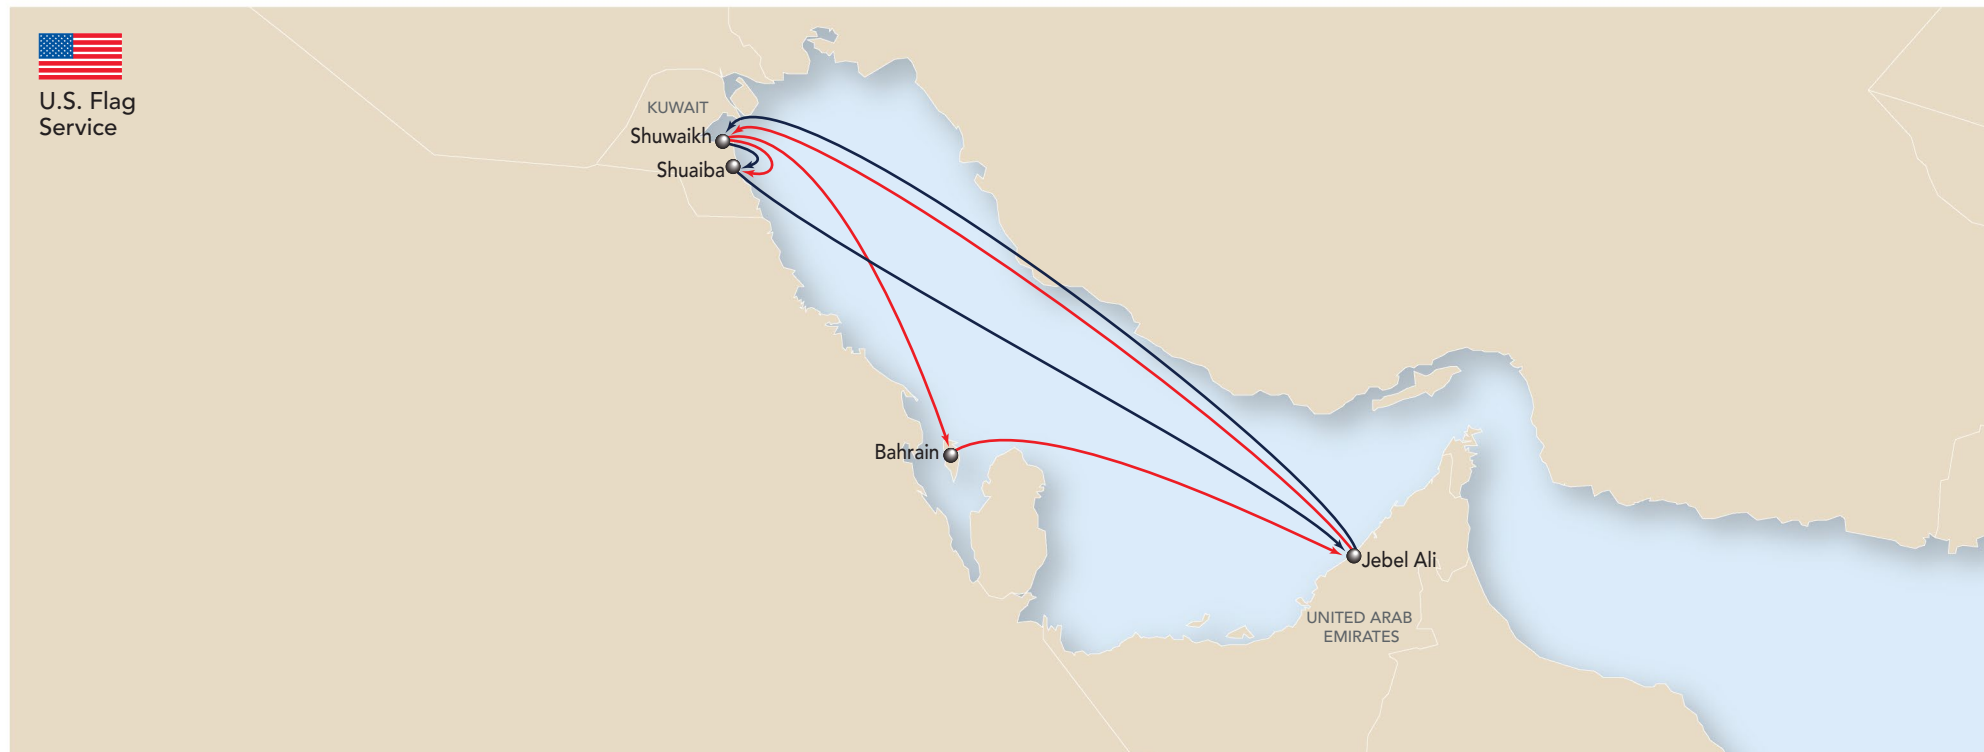 U.S. Flag
Service
KUWAIT
Shuwaikh
Shuaiba
Bahrain
Jebel Ali
UNITED ARAB
EMIRATES